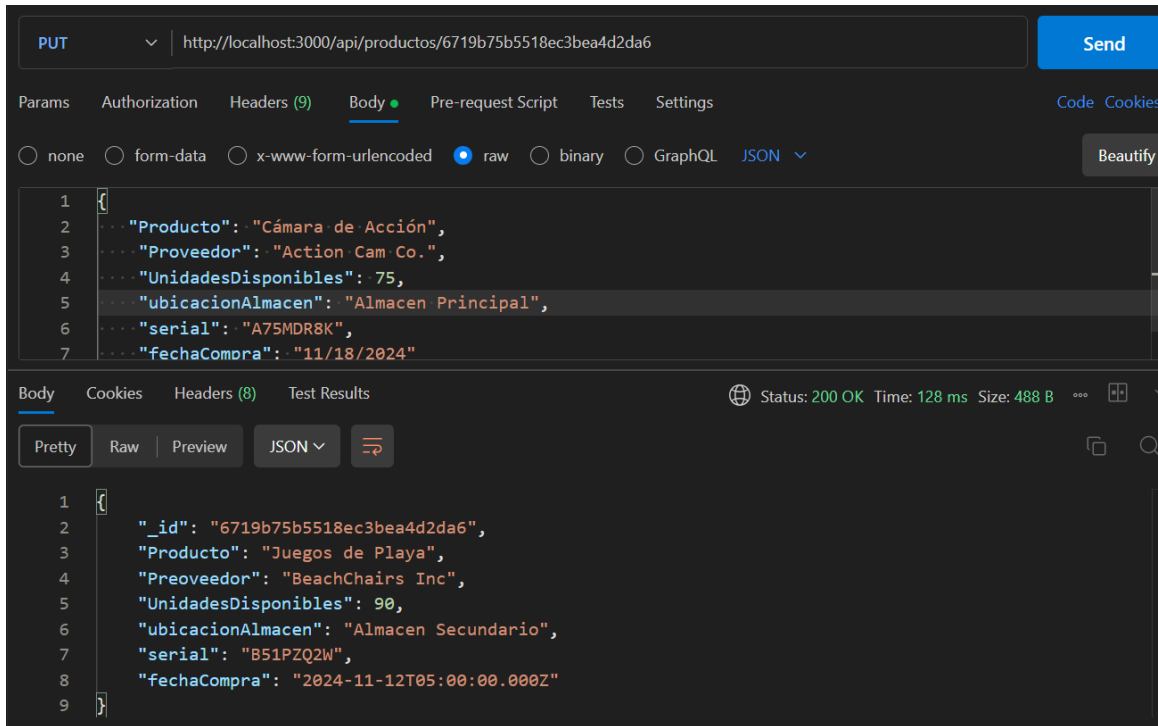 PUT http://localhost:3000/api/productos/6719b75b5518ec3bea4d2da6 Send
Params Authorization Headers (9) Body Pre-request Script Tests Settings Code Cookies
none form-data x-www-form-urlencoded raw binary GraphQL JSON Beautify
1 {
2 "Producto": "Cámara de Acción",
3 "Proveedor": "Action Cam Co.",
4 "UnidadesDisponibles": 75,
5 "ubicacionAlmacen": "Almacen Principal",
6 "serial": "A75MDR8K",
7 "fechaCompra": "11/18/2024"
Body Cookies Headers (8) Test Results Status: 200 OK Time: 128 ms Size: 488 B
Pretty Raw Preview JSON
1 {
2 "_id": "6719b75b5518ec3bea4d2da6",
3 "Producto": "Juegos de Playa",
4 "Preoveedor": "BeachChairs Inc",
5 "UnidadesDisponibles": 90,
6 "ubicacionAlmacen": "Almacen Secundario",
7 "serial": "B51PZQ2W",
8 "fechaCompra": "2024-11-12T05:00:00.000Z"
9 }